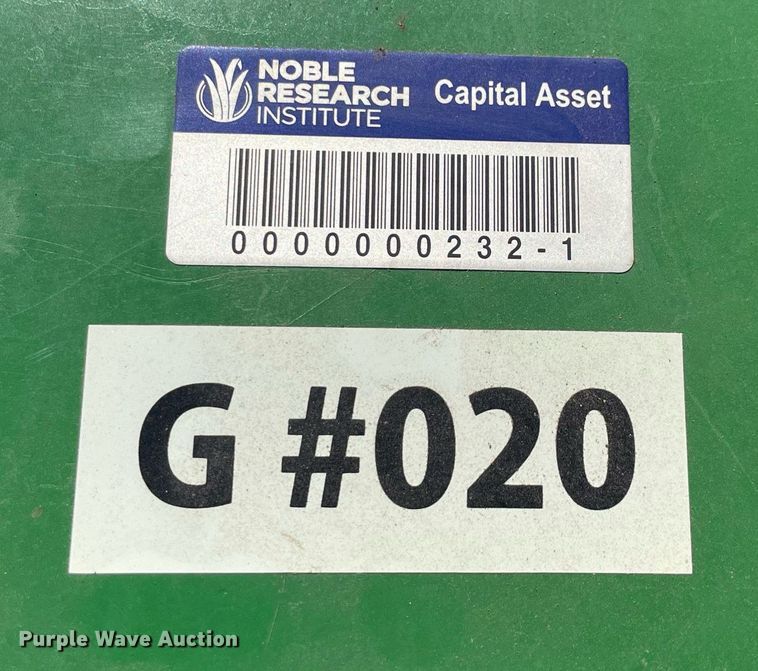 NOBLE
RESEARCH Capital Asset
INSTITUTE
0000000232-1
G #020
Purple Wave Auction